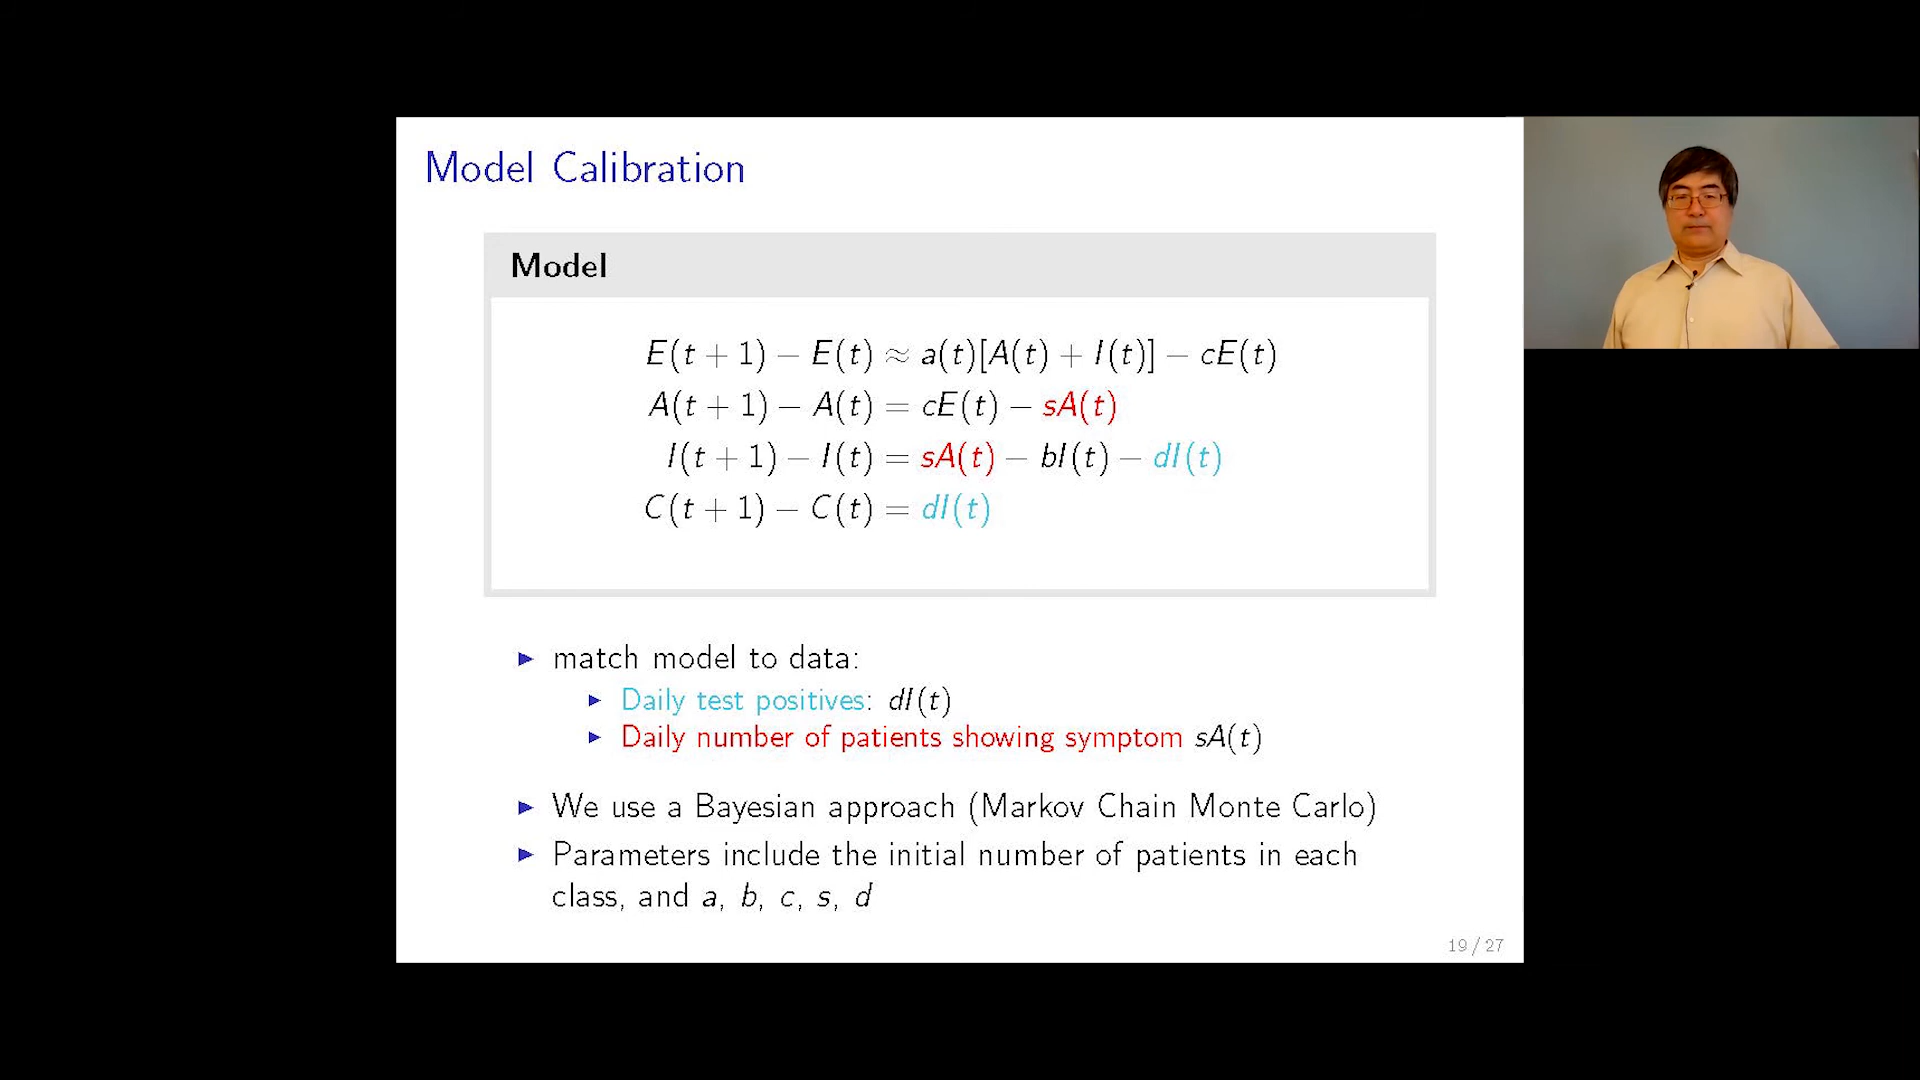 Model Calibration
Model
E(t + 1) − E(t) ≈ a(t)[A(t) + I(t)] − cE(t)
A(t + 1) − A(t) = cE(t) − sA(t)
I(t + 1) − I(t) = sA(t) − bI(t) − dI(t)
C(t + 1) − C(t) = dI(t)
▶ match model to data:
▶ Daily test positives: dI(t)
▶ Daily number of patients showing symptom sA(t)
▶ We use a Bayesian approach (Markov Chain Monte Carlo)
▶ Parameters include the initial number of patients in each
class, and a, b, c, s, d
19 / 27